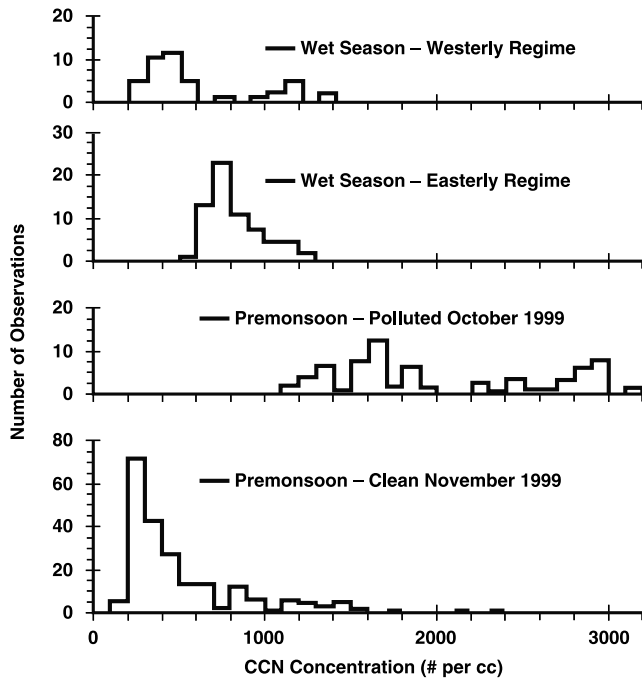 20
10
0
Wet Season – Westerly Regime
30
20
10
0
Wet Season – Easterly Regime
20
10
0
Premonsoon – Polluted October 1999
80
60
40
20
0
Premonsoon – Clean November 1999
0 1000 2000 3000
CCN Concentration (# per cc)
Number of Observations